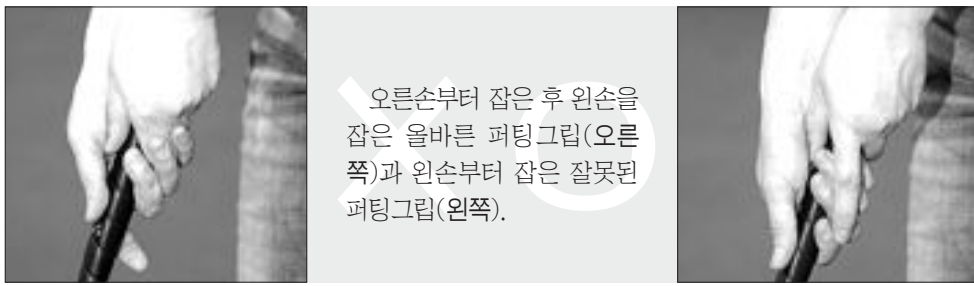 오른손부터 잡은 후 왼손을
잡은 올바른 퍼팅그립(오른
쪽)과 왼손부터 잡은 잘못된
퍼팅그립(왼쪽).